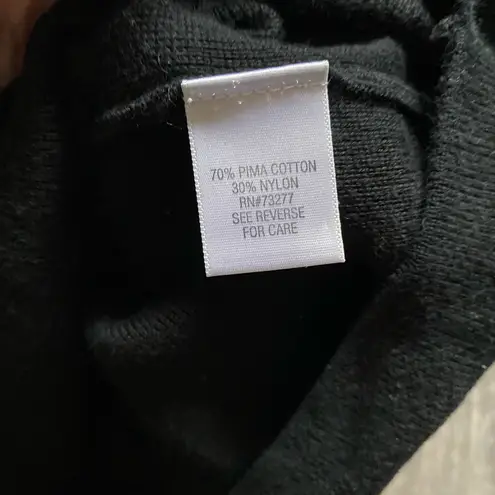 70% PIMA COTTON
30% NYLON
RN#73277
SEE REVERSE
FOR CARE